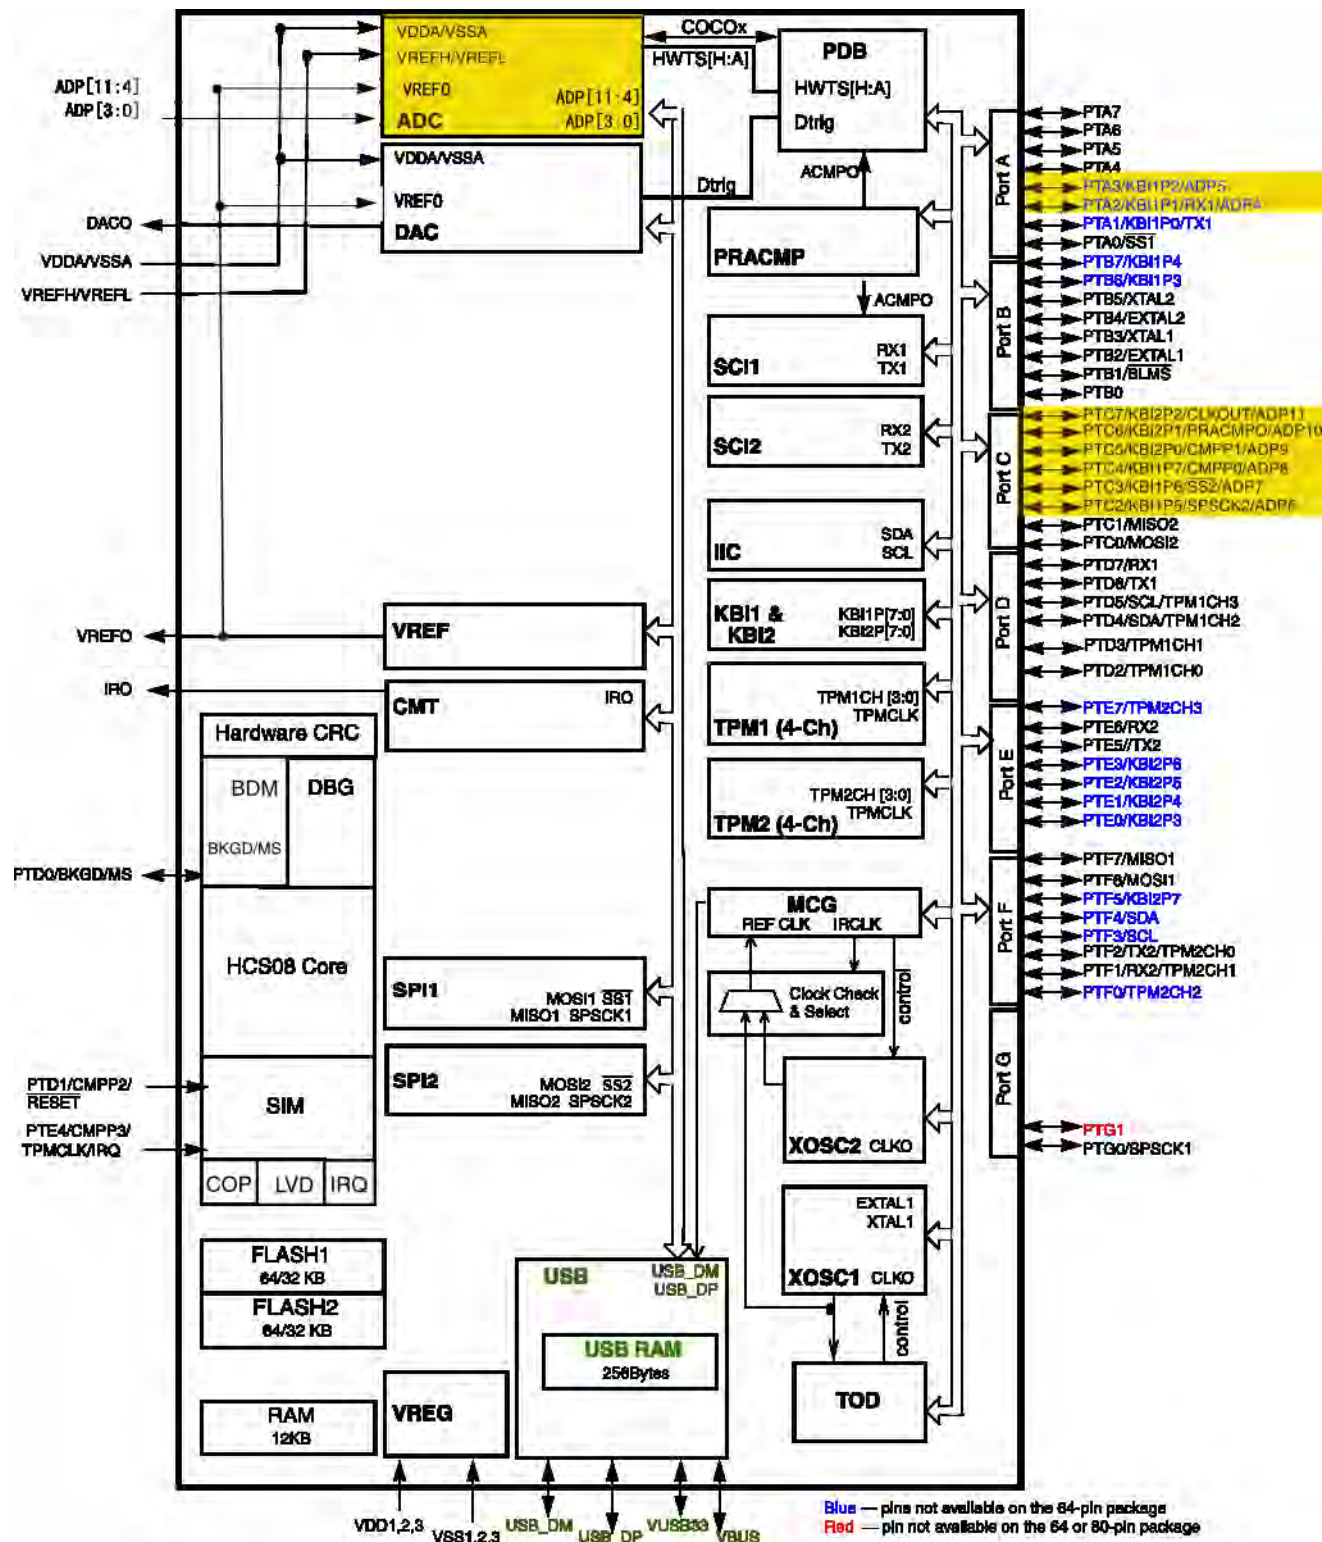 VDDA/VSSA
VREFH/VREFL
VREFO
ADC
ADP[11:4]
ADP[3:0]
ADP[11:4]
ADP[3:0]
COCOx
HWTS[H:A]
PDB
HWTS[H:A]
Dtrig
VDDA/VSSA
VREFO
DAC
Dtrig
ACMPO
DACO
VDDA/VSSA
VREFH/VREFL
PRACMP
ACMPO
SCI1
RX1
TX1
SCI2
RX2
TX2
IIC
SDA
SCL
KBI1 &
KBI2
KBI1P[7:0]
KBI2P[7:0]
TPM1CH [3:0]
TPMCLK
TPM1 (4-Ch)
TPM2CH [3:0]
TPMCLK
TPM2 (4-Ch)
VREFO
VREF
IRO
CMT
IRO
Hardware CRC
BDM
DBG
BKGD/MS
PTD0/BKGD/MS
HCS08 Core
SPI1
MOSI1 SS1
MISO1 SPSCK1
SPI2
MOSI2 SS2
MISO2 SPSCK2
PTD1/CMPP2/
RESET
SIM
PTE4/CMPP3/
TPMCLK/IRQ
COP
LVD
IRQ
MCG
REF CLK
IRCLK
Clock Check
& Select
control
XOSC2
CLKO
EXTAL1
XTAL1
XOSC1
CLKO
control
TOD
FLASH1
64/32 KB
FLASH2
64/32 KB
RAM
12KB
VREG
USB
USB_DM
USB_DP
USB RAM
256Bytes
VDD1,2,3
VSS1,2,3
USB_DM
USB_DP
VUSB33
VBUS
Port A
PTA7
PTA6
PTA5
PTA4
PTA3/KBI1P2/ADP5
PTA2/KBI1P1/RX1/ADP4
PTA1/KBI1P0/TX1
PTA0/SS1
Port B
PTB7/KBI1P4
PTB6/KBI1P3
PTB5/XTAL2
PTB4/EXTAL2
PTB3/XTAL1
PTB2/EXTAL1
PTB1/BLMS
PTB0
Port C
PTC7/KBI2P2/CLKOUT/ADP11
PTC6/KBI2P1/PRACMPO/ADP10
PTC5/KBI2P0/CMPP1/ADP9
PTC4/KBI1P7/CMPP0/ADP8
PTC3/KBI1P6/SS2/ADP7
PTC2/KBI1P5/SPSCK2/ADP6
PTC1/MISO2
PTC0/MOSI2
Port D
PTD7/RX1
PTD6/TX1
PTD5/SCL/TPM1CH3
PTD4/SDA/TPM1CH2
PTD3/TPM1CH1
PTD2/TPM1CH0
Port E
PTE7/TPM2CH3
PTE6/RX2
PTE5//TX2
PTE3/KBI2P6
PTE2/KBI2P5
PTE1/KBI2P4
PTE0/KBI2P3
Port F
PTF7/MISO1
PTF6/MOSI1
PTF5/KBI2P7
PTF4/SDA
PTF3/SCL
PTF2/TX2/TPM2CH0
PTF1/RX2/TPM2CH1
PTF0/TPM2CH2
Port G
PTG1
PTG0/SPSCK1
Blue — pins not available on the 64-pin package
Red — pin not available on the 64 or 80-pin package